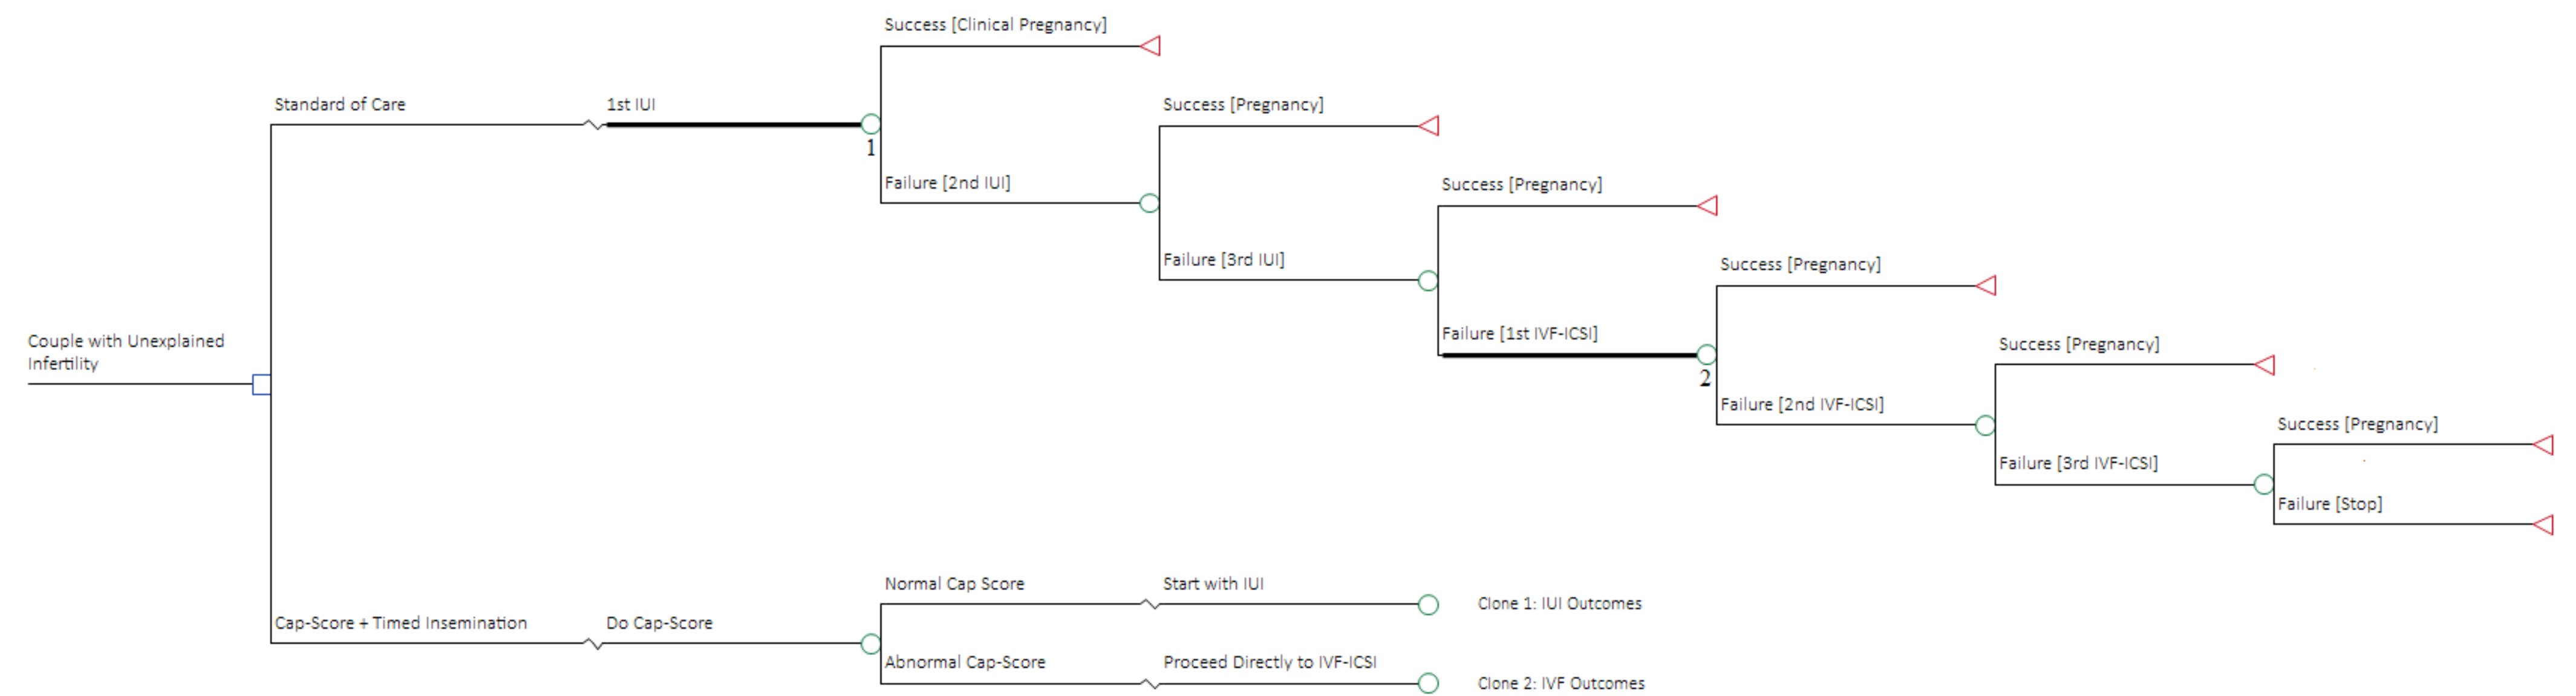 Success [Clinical Pregnancy]
Standard of Care
1st IUI
Success [Pregnancy]
1
Failure [2nd IUI]
Success [Pregnancy]
Failure [3rd IUI]
Success [Pregnancy]
Failure [1st IVF-ICSI]
Couple with Unexplained
Infertility
Success [Pregnancy]
2
Failure [2nd IVF-ICSI]
Success [Pregnancy]
Failure [3rd IVF-ICSI]
Failure [Stop]
Normal Cap Score
Start with IUI
Clone 1: IUI Outcomes
Cap-Score + Timed Insemination
Do Cap-Score
Abnormal Cap-Score
Proceed Directly to IVF-ICSI
Clone 2: IVF Outcomes